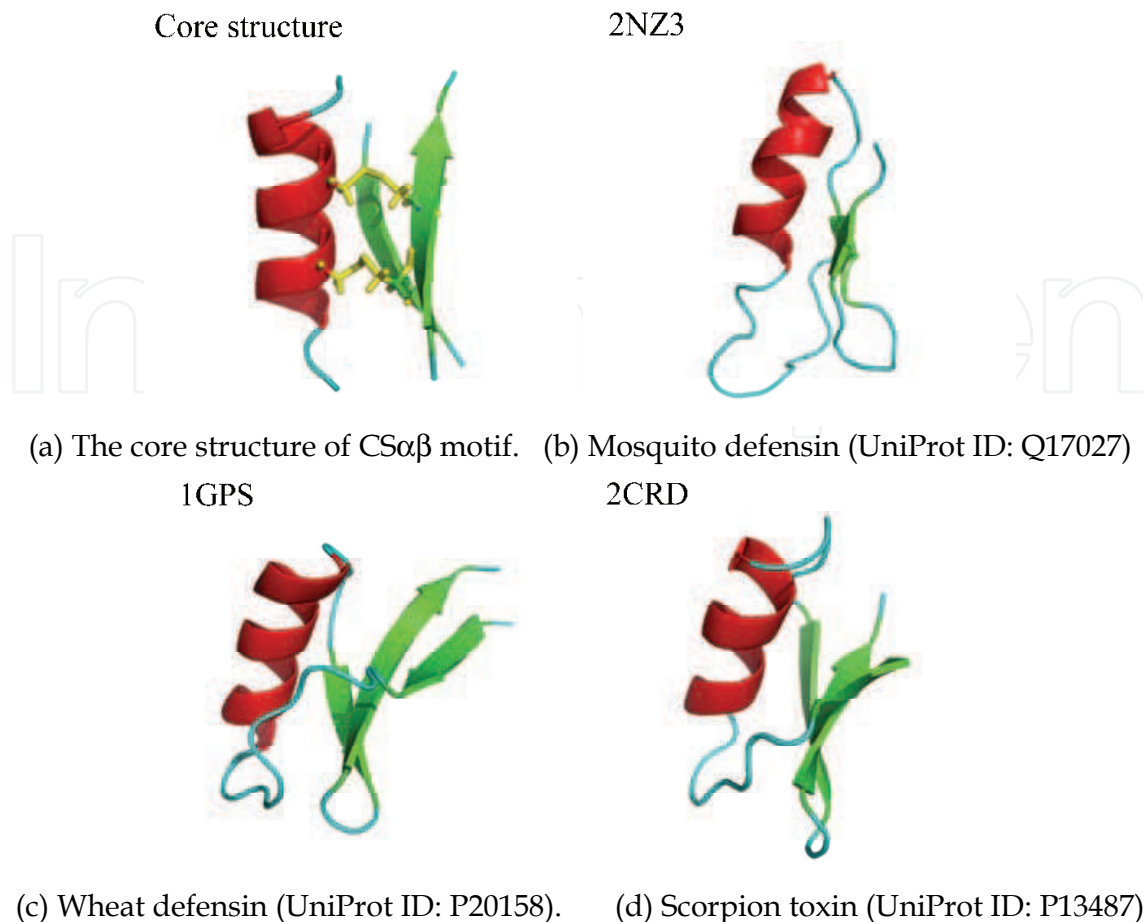 Core structure 2NZ3
(a) The core structure of CSαβ motif. (b) Mosquito defensin (UniProt ID: Q17027)
1GPS 2CRD
(c) Wheat defensin (UniProt ID: P20158). (d) Scorpion toxin (UniProt ID: P13487)